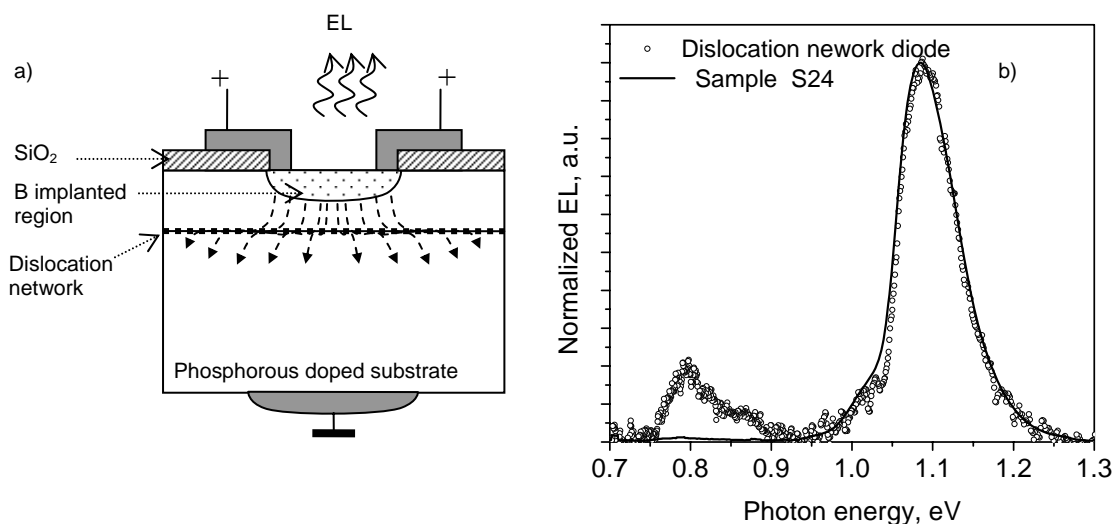 EL
a)
+
+
SiO2
B implanted
region
Dislocation
network
Phosphorous doped substrate
Dislocation nework diode
Sample S24
b)
Normalized EL, a.u.
0.7 0.8 0.9 1.0 1.1 1.2 1.3
Photon energy, eV